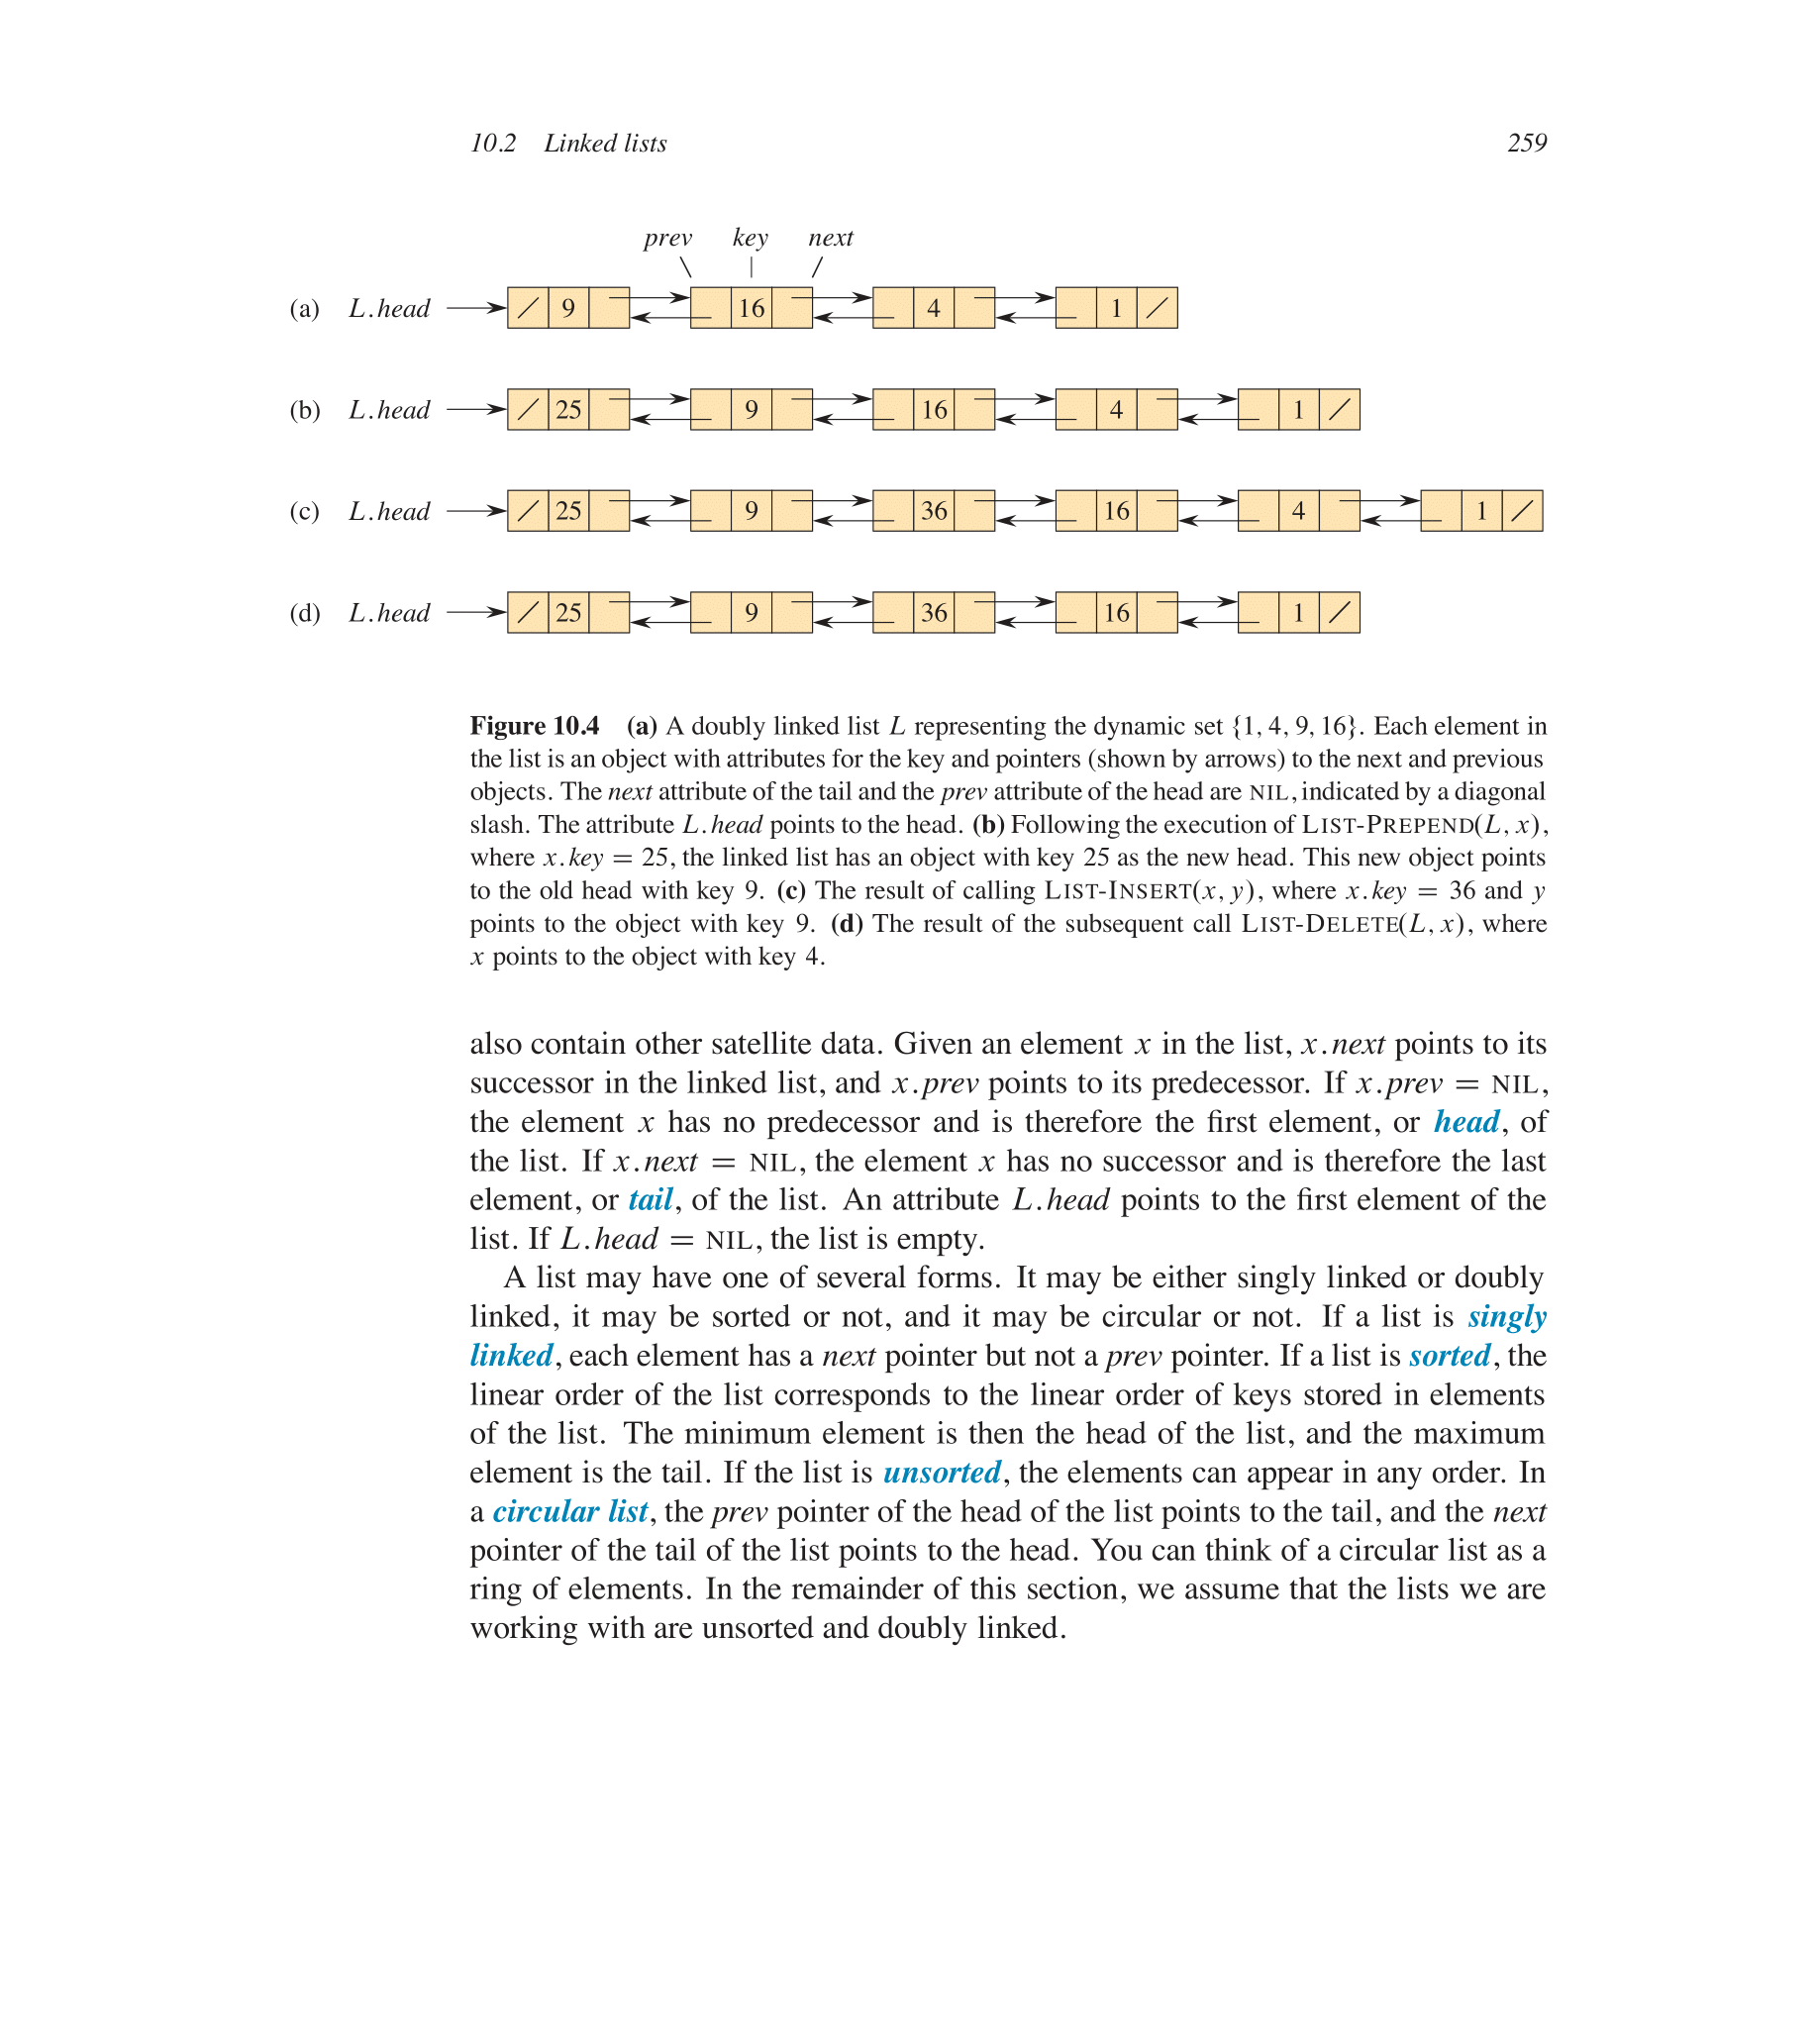 10.2 Linked lists 259
prev key next
(a) L.head / 9 16 4 1 /
(b) L.head / 25 9 16 4 1 /
(c) L.head / 25 9 36 16 4 1 /
(d) L.head / 25 9 36 16 1 /
Figure 10.4 (a) A doubly linked list L representing the dynamic set {1, 4, 9, 16}. Each element in
the list is an object with attributes for the key and pointers (shown by arrows) to the next and previous
objects. The next attribute of the tail and the prev attribute of the head are NIL, indicated by a diagonal
slash. The attribute L.head points to the head. (b) Following the execution of LIST-PREPEND(L, x),
where x.key = 25, the linked list has an object with key 25 as the new head. This new object points
to the old head with key 9. (c) The result of calling LIST-INSERT(x, y), where x.key = 36 and y
points to the object with key 9. (d) The result of the subsequent call LIST-DELETE(L, x), where
x points to the object with key 4.
also contain other satellite data. Given an element x in the list, x.next points to its
successor in the linked list, and x.prev points to its predecessor. If x.prev = NIL,
the element x has no predecessor and is therefore the first element, or head, of
the list. If x.next = NIL, the element x has no successor and is therefore the last
element, or tail, of the list. An attribute L.head points to the first element of the
list. If L.head = NIL, the list is empty.
A list may have one of several forms. It may be either singly linked or doubly
linked, it may be sorted or not, and it may be circular or not. If a list is singly
linked, each element has a next pointer but not a prev pointer. If a list is sorted, the
linear order of the list corresponds to the linear order of keys stored in elements
of the list. The minimum element is then the head of the list, and the maximum
element is the tail. If the list is unsorted, the elements can appear in any order. In
a circular list, the prev pointer of the head of the list points to the tail, and the next
pointer of the tail of the list points to the head. You can think of a circular list as a
ring of elements. In the remainder of this section, we assume that the lists we are
working with are unsorted and doubly linked.